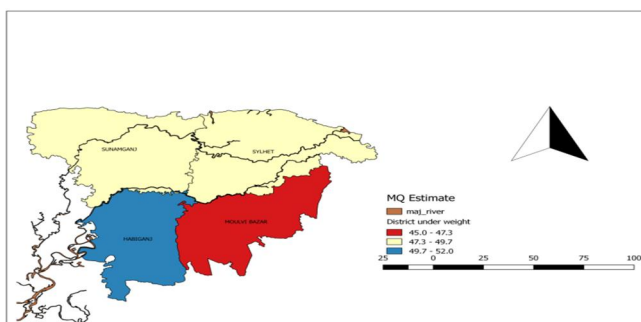 SUNAMGANJ
SYLHET
HABIGANJ
MOULVI BAZAR
MQ Estimate
maj_river
District under weight
45.0 - 47.3
47.3 - 49.7
49.7 - 52.0
25 0 25 50 75 100